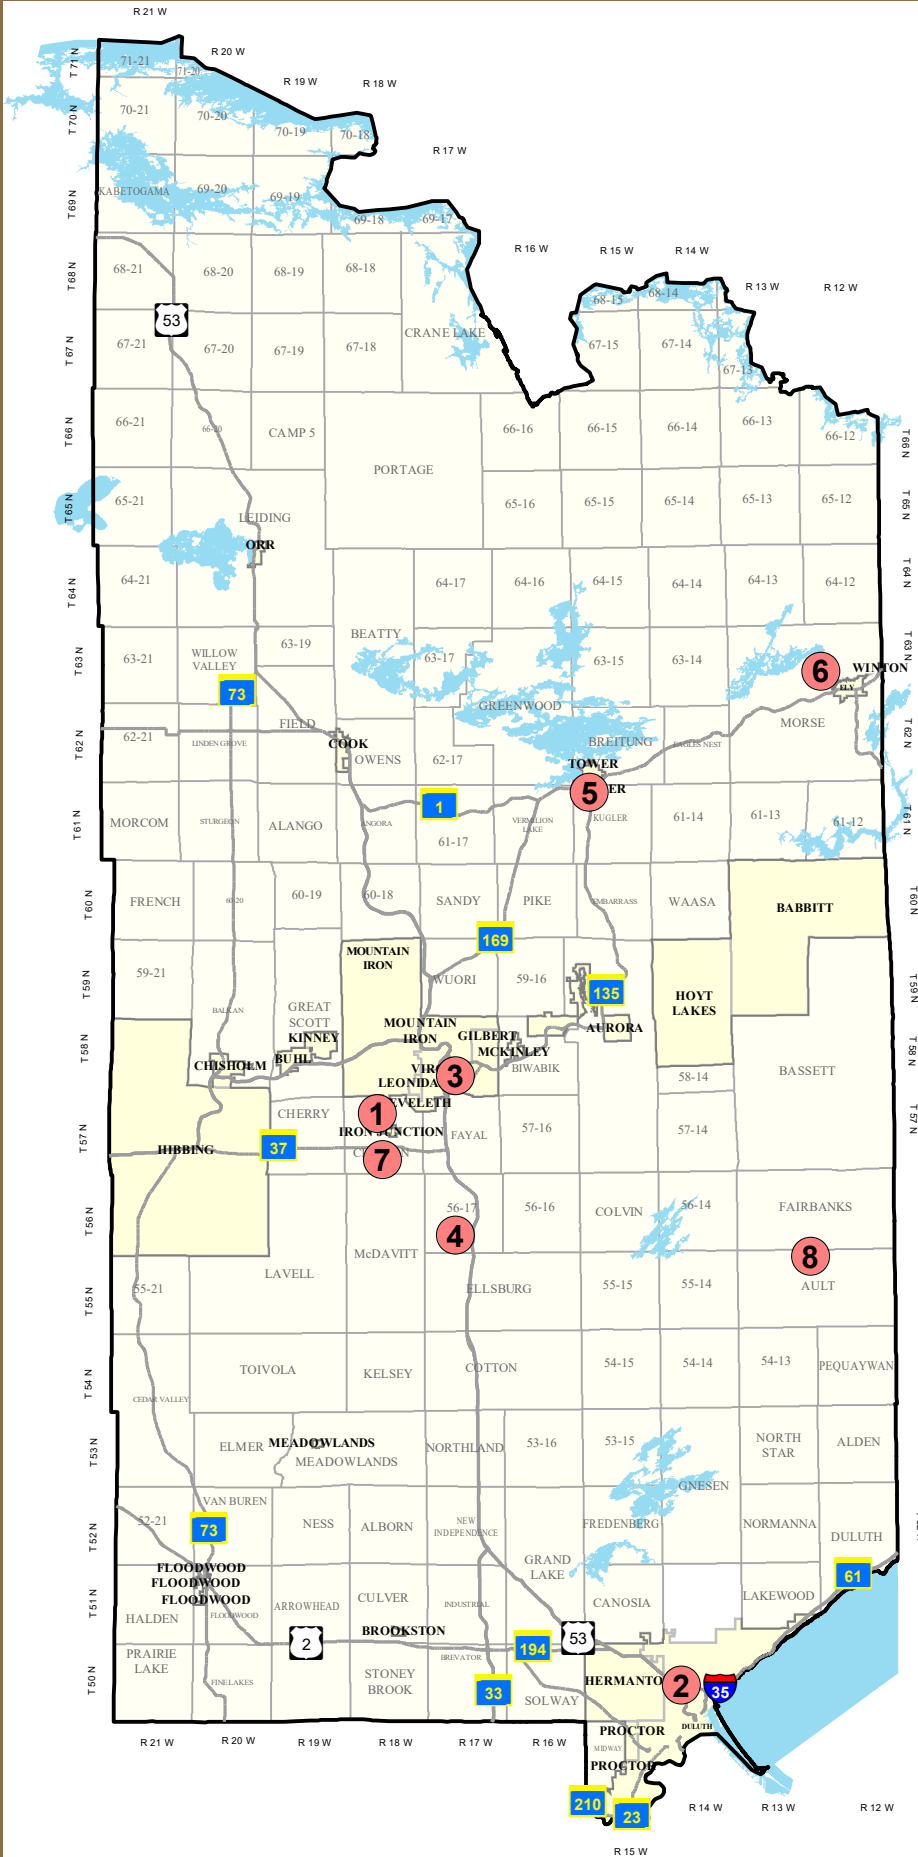 R 21 W
R 20 W
R 19 W
R 18 W
R 17 W
R 16 W
R 15 W
R 14 W
R 13 W
R 12 W
T 71 N
71-21
71-20
T 70 N
70-21
70-20
70-19
70-18
T 69 N
KABETOGAMA
69-20
69-19
69-18
69-17
T 68 N
68-21
68-20
68-19
68-18
68-15
68-14
53
T 67 N
67-21
67-20
67-19
67-18
CRANE LAKE
67-15
67-14
67-13
T 66 N
66-21
66-20
CAMP 5
66-16
66-15
66-14
66-13
66-12
T 66 N
PORTAGE
T 65 N
65-21
LEIDING
65-16
65-15
65-14
65-13
65-12
T 65 N
ORR
T 64 N
64-21
64-17
64-16
64-15
64-14
64-13
64-12
T 64 N
BEATTY
T 63 N
63-21
WILLOW
VALLEY
63-19
63-17
63-15
63-14
6
WINTON
ELY
T 63 N
73
GREENWOOD
MORSE
T 62 N
62-21
LINDEN GROVE
FIELD
COOK
OWENS
62-17
BREITUNG
EAGLES NEST
T 62 N
TOWER
5
ER
1
T 61 N
MORCOM
STURGEON
ALANGO
ANGORA
61-17
VERMILION
LAKE
KUGLER
61-14
61-13
61-12
T 61 N
T 60 N
FRENCH
60-20
60-19
60-18
SANDY
PIKE
EMBARRASS
WAASA
BABBITT
T 60 N
169
T 59 N
59-21
BALKAN
GREAT
SCOTT
MOUNTAIN
IRON
WUORI
59-16
135
HOYT
LAKES
T 59 N
T 58 N
CHISHOLM
BUHL
KINNEY
MOUNTAIN
IRON
GILBERT
MCKINLEY
AURORA
VIR
LEONIDA
3
BIWABIK
58-14
BASSETT
T 58 N
T 57 N
HIBBING
CHERRY
1
EVELETH
IRON JUNCTION
37
7
FAYAL
57-16
57-14
T 57 N
T 56 N
56-17
4
56-16
COLVIN
56-14
FAIRBANKS
LAVELL
McDAVITT
8
T 55 N
55-21
ELLSBURG
55-15
55-14
AULT
T 54 N
CEDAR VALLEY
TOIVOLA
KELSEY
COTTON
54-15
54-14
54-13
PEQUAYWAN
T 53 N
ELMER
MEADOWLANDS
MEADOWLANDS
NORTHLAND
53-16
53-15
GNESEN
NORTH
STAR
ALDEN
T 52 N
52-21
VAN BUREN
73
NESS
ALBORN
NEW
INDEPENDENCE
FREDENBERG
NORMANNA
DULUTH
GRAND
LAKE
61
FLOODWOOD
FLOODWOOD
FLOODWOOD
T 51 N
HALDEN
FLOODWOOD
ARROWHEAD
CULVER
INDUSTRIAL
CANOSIA
LAKEWOOD
2
BROOKSTON
194
53
T 50 N
PRAIRIE
LAKE
FINE LAKES
STONEY
BROOK
BREVATOR
33
SOLWAY
HERMANTO
2
35
PROCTOR
DULUTH
MIDWAY
PROCTOR
210
23
R 21 W
R 20 W
R 19 W
R 18 W
R 17 W
R 16 W
R 14 W
R 13 W
R 12 W
R 15 W